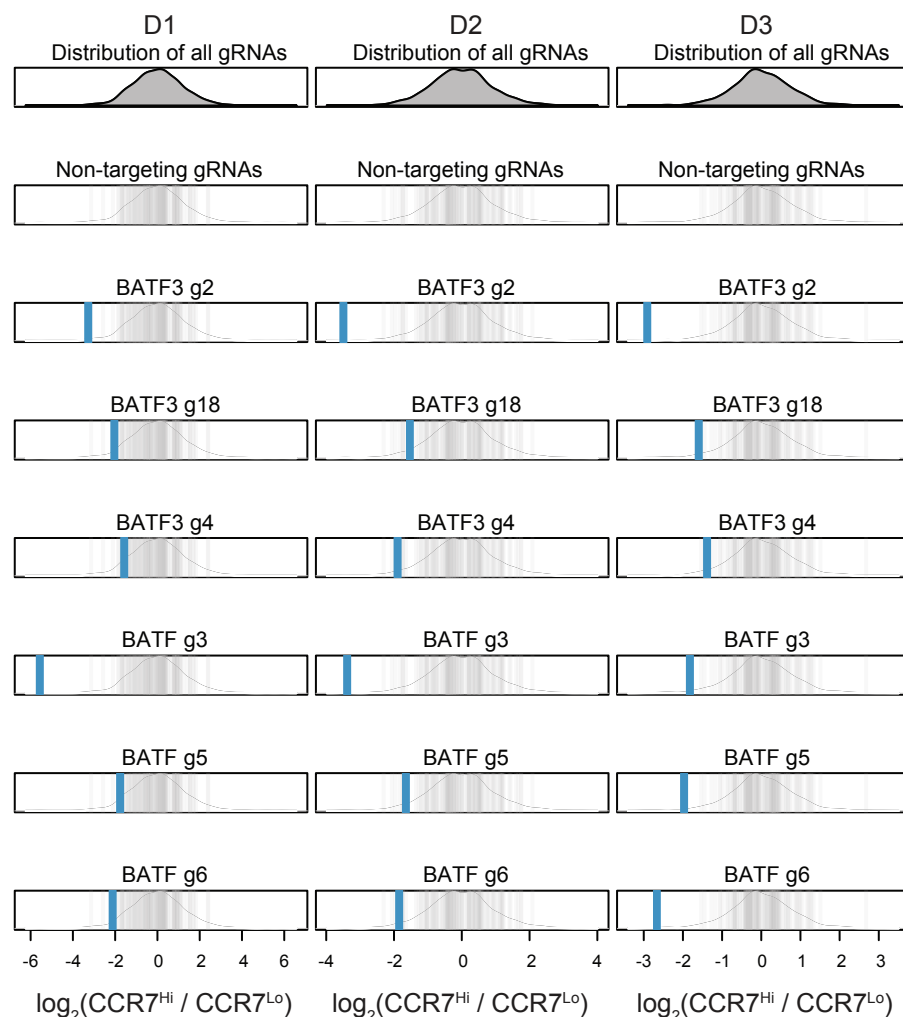 D1 D2 D3
Distribution of all gRNAs Distribution of all gRNAs Distribution of all gRNAs
Non-targeting gRNAs Non-targeting gRNAs Non-targeting gRNAs
BATF3 g2 BATF3 g2 BATF3 g2
BATF3 g18 BATF3 g18 BATF3 g18
BATF3 g4 BATF3 g4 BATF3 g4
BATF g3 BATF g3 BATF g3
BATF g5 BATF g5 BATF g5
BATF g6 BATF g6 BATF g6
-6 -4 -2 0 2 4 6 -4 -2 0 2 4 -3 -2 -1 0 1 2 3
log2(CCR7Hi / CCR7Lo) log2(CCR7Hi / CCR7Lo) log2(CCR7Hi / CCR7Lo)